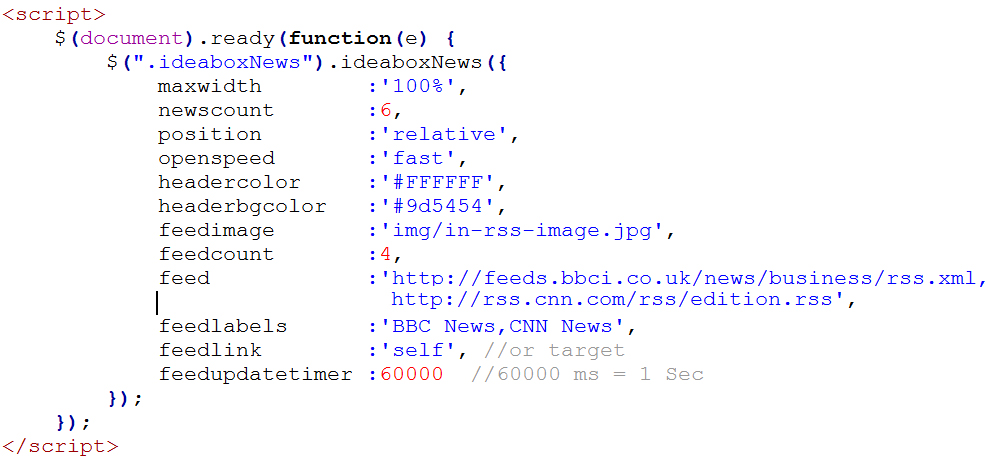 <script>
    $(document).ready(function(e) {
        $(".ideaboxNews").ideaboxNews({
            maxwidth        :'100%',
            newscount       :6,
            position        :'relative',
            openspeed       :'fast',
            headercolor     :'#FFFFFF',
            headerbgcolor   :'#9d5454',
            feedimage       :'img/in-rss-image.jpg',
            feedcount       :4,
            feed            :'http://feeds.bbci.co.uk/news/business/rss.xml,
                              http://rss.cnn.com/rss/edition.rss',
            feedlabels      :'BBC News,CNN News',
            feedlink        :'self', //or target
            feedupdatetimer :60000  //60000 ms = 1 Sec
        });
    });
</script>